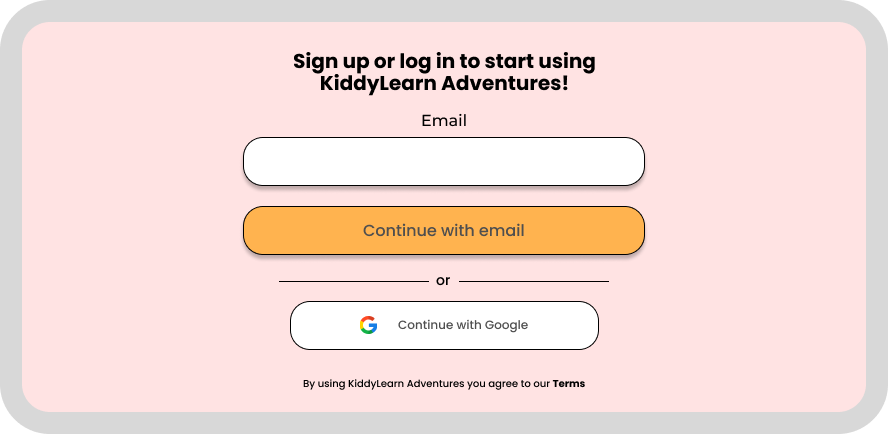 Sign up or log in to start using
KiddyLearn Adventures!
Email
Continue with email
or
Continue with Google
By using KiddyLearn Adventures you agree to our Terms